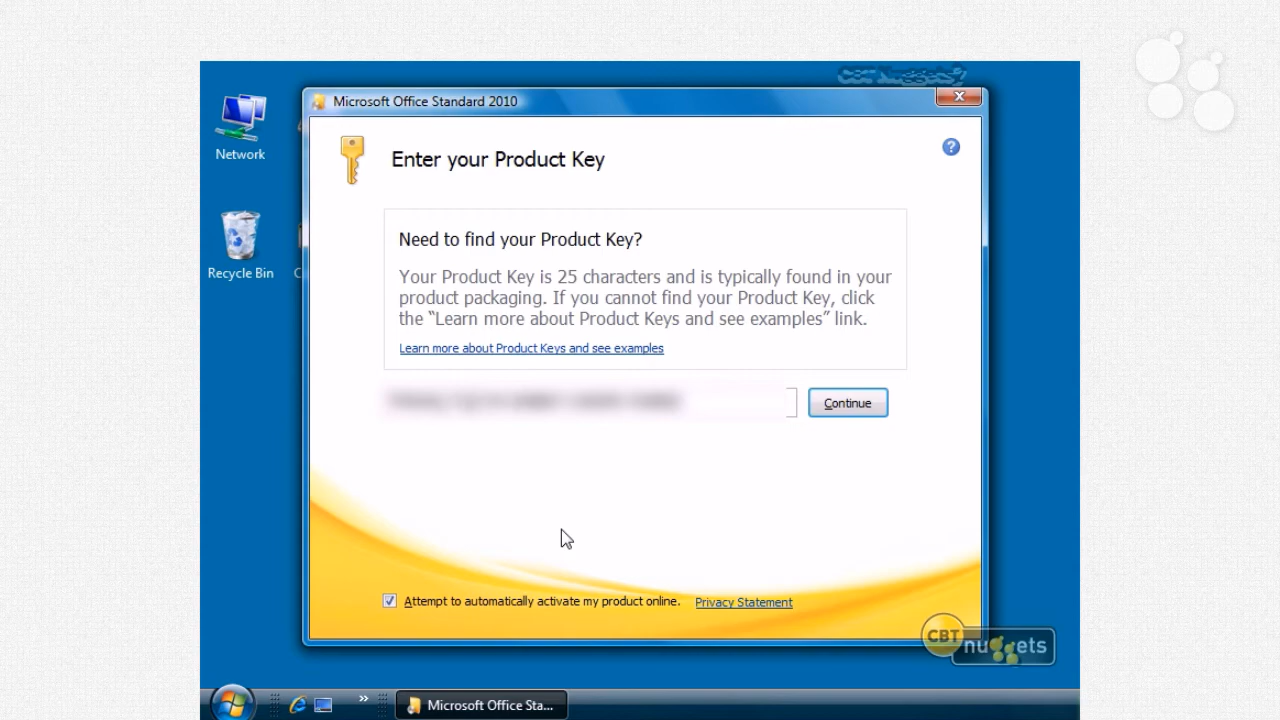 CBT Nuggets
Microsoft Office Standard 2010
Network
Enter your Product Key
Need to find your Product Key?
Recycle Bin
C
Your Product Key is 25 characters and is typically found in your
product packaging. If you cannot find your Product Key, click
the “Learn more about Product Keys and see examples” link.
Learn more about Product Keys and see examples
Continue
Attempt to automatically activate my product online.
Privacy Statement
CBT nuggets
Microsoft Office Sta...